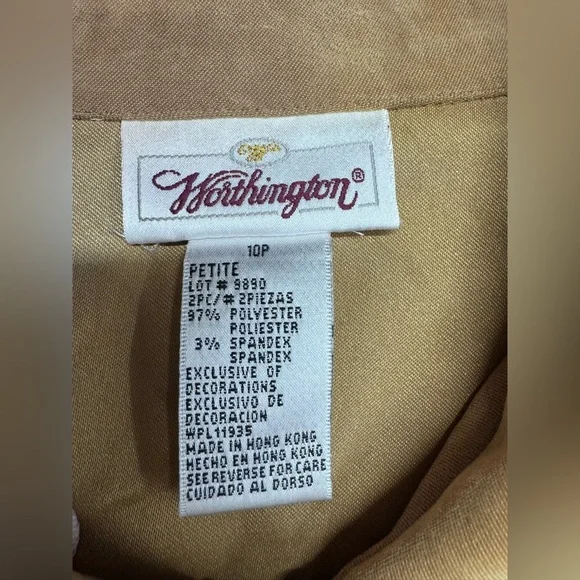 Worthington®
10P
PETITE
LOT # 9890
2PC/# 2PIEZAS
97% POLYESTER
POLIESTER
3% SPANDEX
SPANDEX
EXCLUSIVE OF
DECORATIONS
EXCLUSIVO DE
DECORACION
WPL11935
MADE IN HONG KONG
HECHO EN HONG KONG
SEE REVERSE FOR CARE
CUIDADO AL DORSO